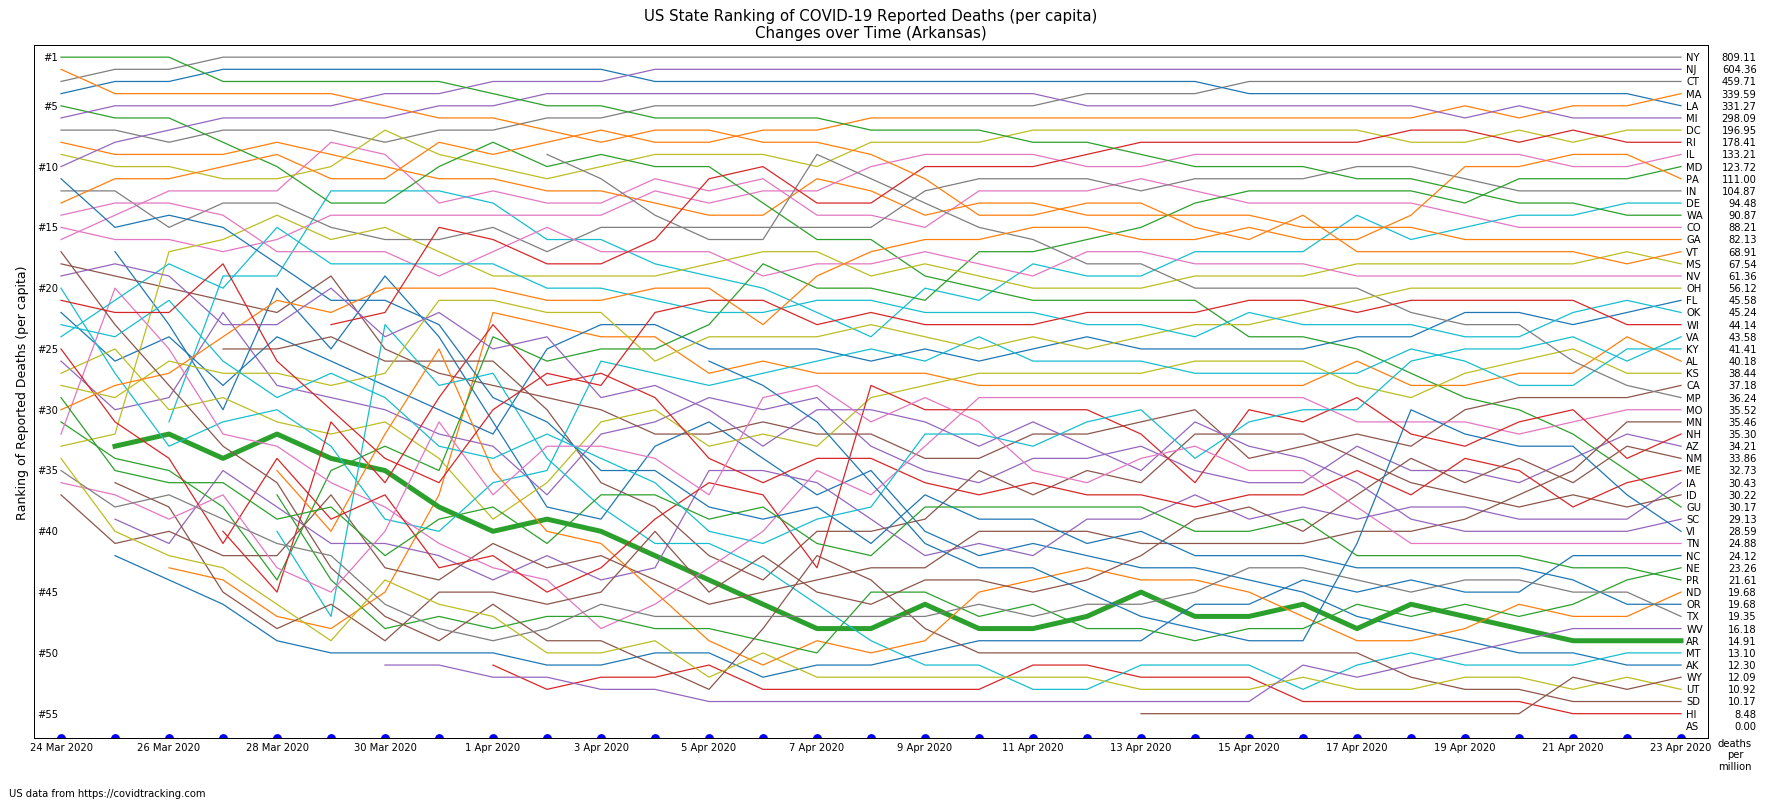 US State Ranking of COVID-19 Reported Deaths (per capita)
Changes over Time (Arkansas)
Ranking of Reported Deaths (per capita)
#1
#5
#10
#15
#20
#25
#30
#35
#40
#45
#50
#55
NY 809.11
NJ 604.36
CT 459.71
MA 339.59
LA 331.27
MI 298.09
DC 196.95
RI 178.41
IL 133.21
MD 123.72
PA 111.00
IN 104.87
DE 94.48
WA 90.87
CO 88.21
GA 82.13
VT 68.91
MS 67.54
NV 61.36
OH 56.12
FL 45.58
OK 45.24
WI 44.14
VA 43.58
KY 41.41
AL 40.18
KS 38.44
CA 37.18
MP 36.24
MO 35.52
MN 35.46
NH 35.30
AZ 34.21
NM 33.86
ME 32.73
IA 30.43
ID 30.22
GU 30.17
SC 29.13
VI 28.59
TN 24.88
NC 24.12
NE 23.26
PR 21.61
ND 19.68
OR 19.68
TX 19.35
WV 16.18
AR 14.91
MT 13.10
AK 12.30
WY 12.09
UT 10.92
SD 10.17
HI 8.48
AS 0.00
24 Mar 2020 26 Mar 2020 28 Mar 2020 30 Mar 2020 1 Apr 2020 3 Apr 2020 5 Apr 2020 7 Apr 2020 9 Apr 2020 11 Apr 2020 13 Apr 2020 15 Apr 2020 17 Apr 2020 19 Apr 2020 21 Apr 2020 23 Apr 2020
deaths
per
million
US data from https://covidtracking.com